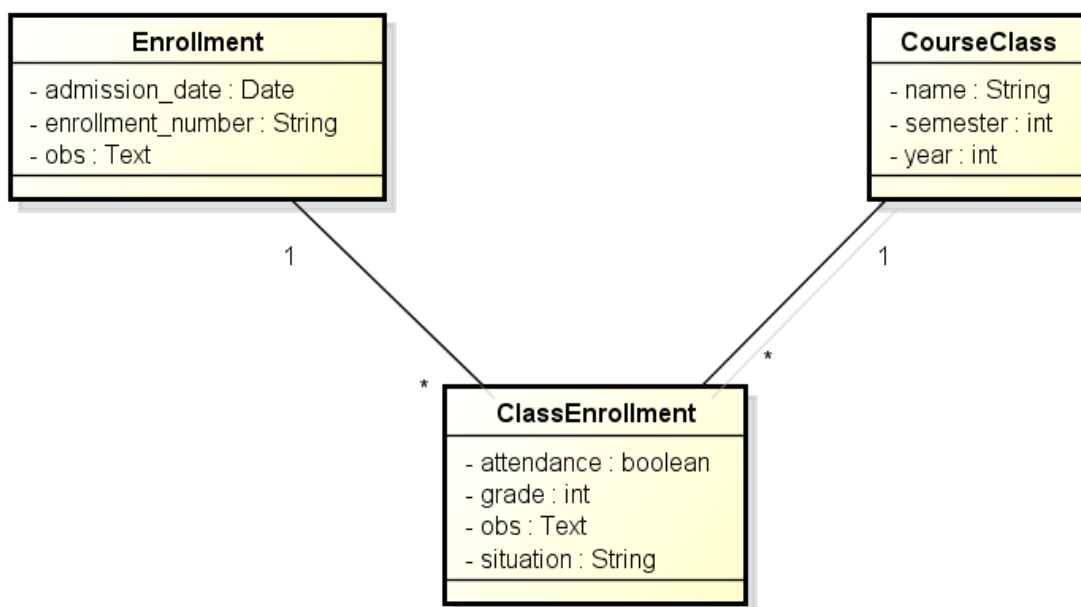 Enrollment
- admission_date : Date
- enrollment_number : String
- obs : Text
CourseClass
- name : String
- semester : int
- year : int
1
1
*
*
ClassEnrollment
- attendance : boolean
- grade : int
- obs : Text
- situation : String